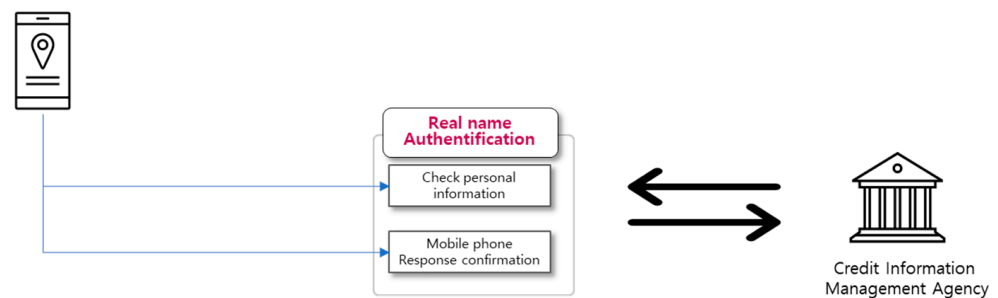 Real name
Authentification
Check personal
information
Mobile phone
Response confirmation
Credit Information
Management Agency